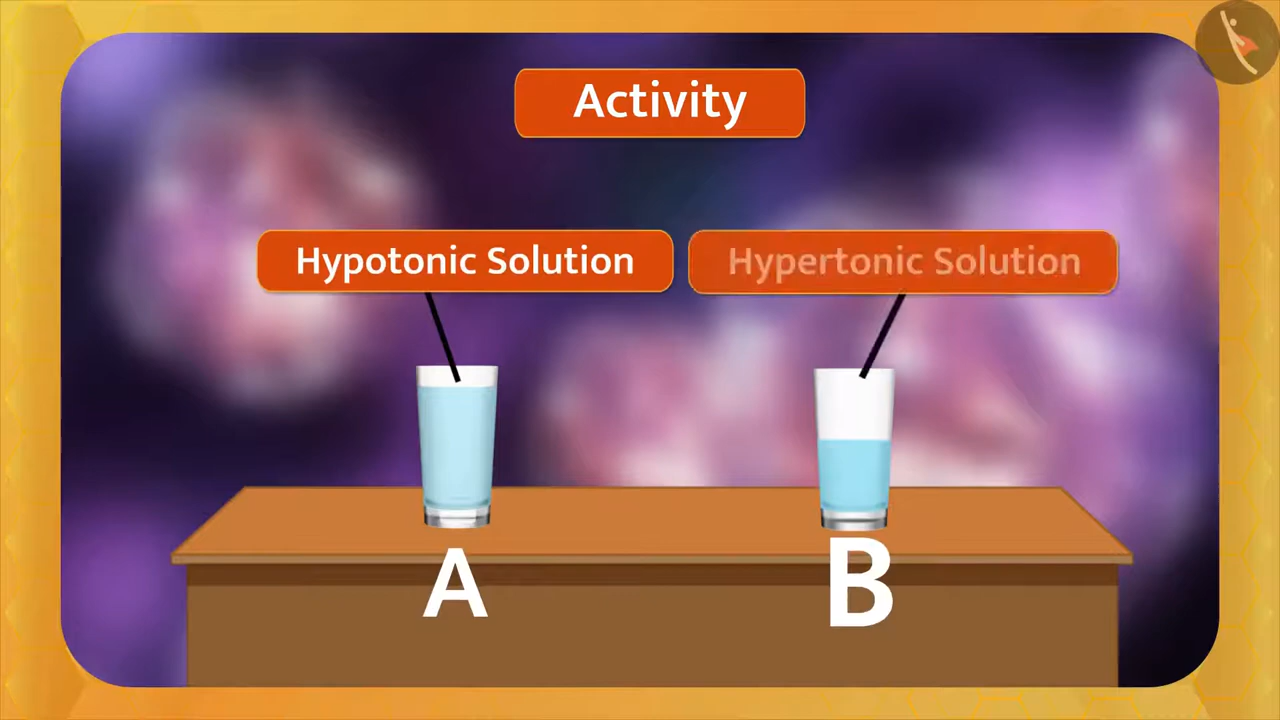 Activity
Hypotonic Solution
Hypertonic Solution
A
B